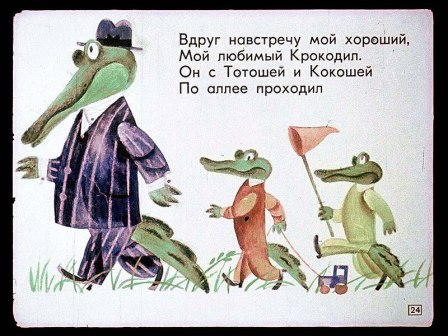 Вдруг навстречу мой хороший,
Мой любимый Крокодил.
Он с Тотошей и Кокошей
По аллее проходил
24